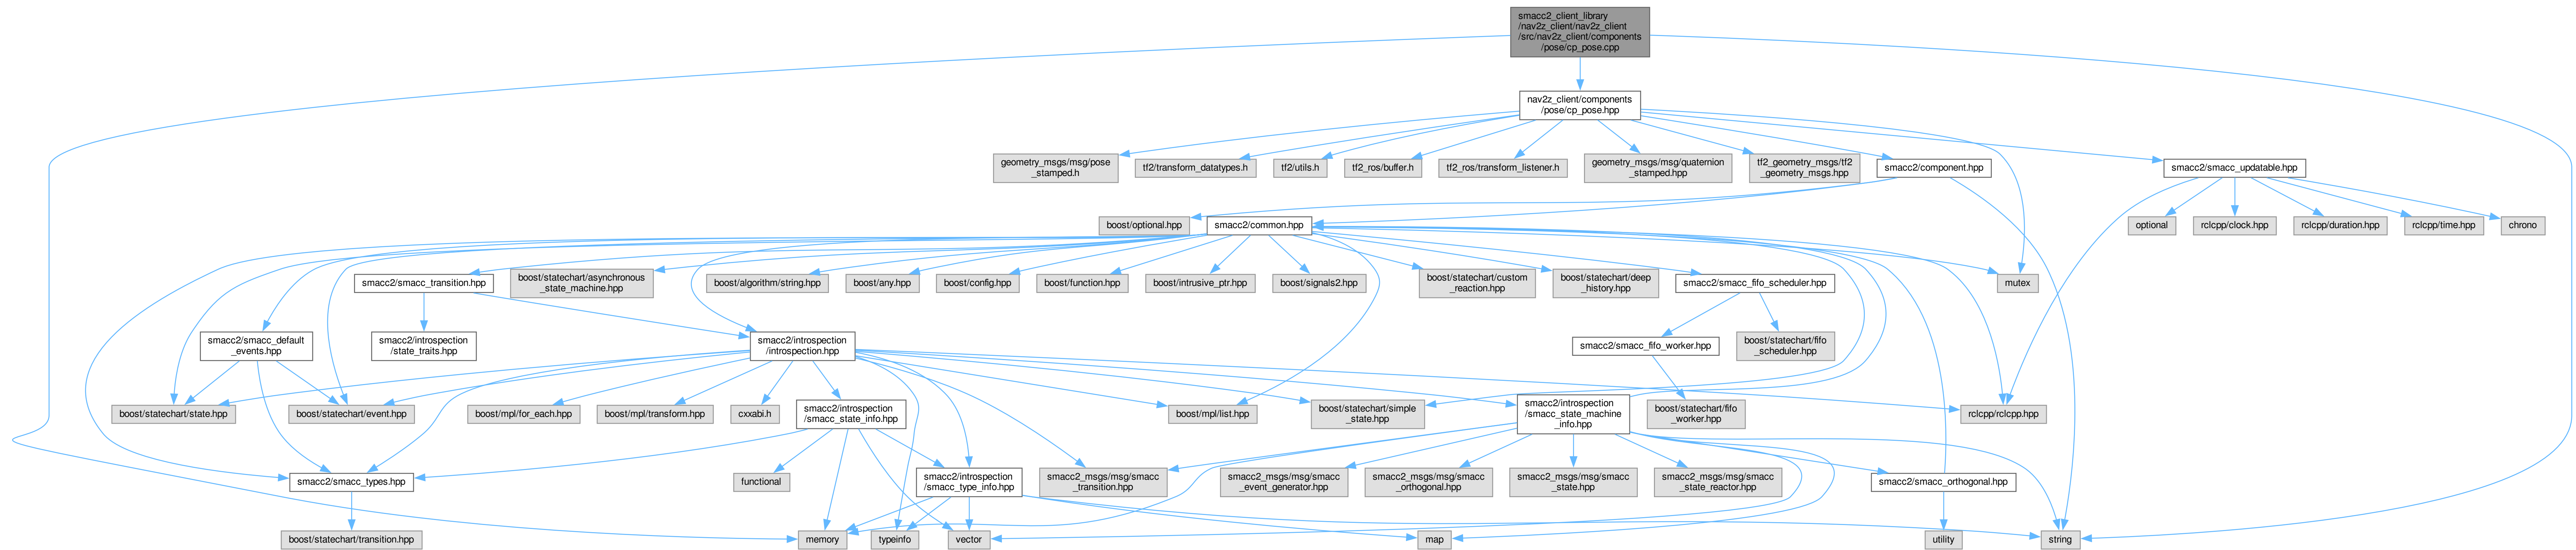 smacc2_client_library
/nav2z_client/nav2z_client
/src/nav2z_client/components
/pose/cp_pose.cpp
nav2z_client/components
/pose/cp_pose.hpp
geometry_msgs/msg/pose
_stamped.h
tf2/transform_datatypes.h
tf2/utils.h
tf2_ros/buffer.h
tf2_ros/transform_listener.h
geometry_msgs/msg/quaternion
_stamped.hpp
tf2_geometry_msgs/tf2
_geometry_msgs.hpp
smacc2/component.hpp
smacc2/smacc_updatable.hpp
boost/optional.hpp
smacc2/common.hpp
optional
rclcpp/clock.hpp
rclcpp/duration.hpp
rclcpp/time.hpp
chrono
smacc2/smacc_transition.hpp
boost/statechart/asynchronous
_state_machine.hpp
boost/algorithm/string.hpp
boost/any.hpp
boost/config.hpp
boost/function.hpp
boost/intrusive_ptr.hpp
boost/signals2.hpp
boost/statechart/custom
_reaction.hpp
boost/statechart/deep
_history.hpp
smacc2/smacc_fifo_scheduler.hpp
mutex
smacc2/smacc_default
_events.hpp
smacc2/introspection
/state_traits.hpp
smacc2/introspection
/introspection.hpp
smacc2/smacc_fifo_worker.hpp
boost/statechart/fifo
_scheduler.hpp
boost/statechart/state.hpp
boost/statechart/event.hpp
boost/mpl/for_each.hpp
boost/mpl/transform.hpp
cxxabi.h
smacc2/introspection
/smacc_state_info.hpp
boost/mpl/list.hpp
boost/statechart/simple
_state.hpp
smacc2/introspection
/smacc_state_machine
_info.hpp
boost/statechart/fifo
_worker.hpp
rclcpp/rclcpp.hpp
smacc2/smacc_types.hpp
functional
smacc2/introspection
/smacc_type_info.hpp
smacc2_msgs/msg/smacc
_transition.hpp
smacc2_msgs/msg/smacc
_event_generator.hpp
smacc2_msgs/msg/smacc
_orthogonal.hpp
smacc2_msgs/msg/smacc
_state.hpp
smacc2_msgs/msg/smacc
_state_reactor.hpp
smacc2/smacc_orthogonal.hpp
boost/statechart/transition.hpp
memory
typeinfo
vector
map
utility
string